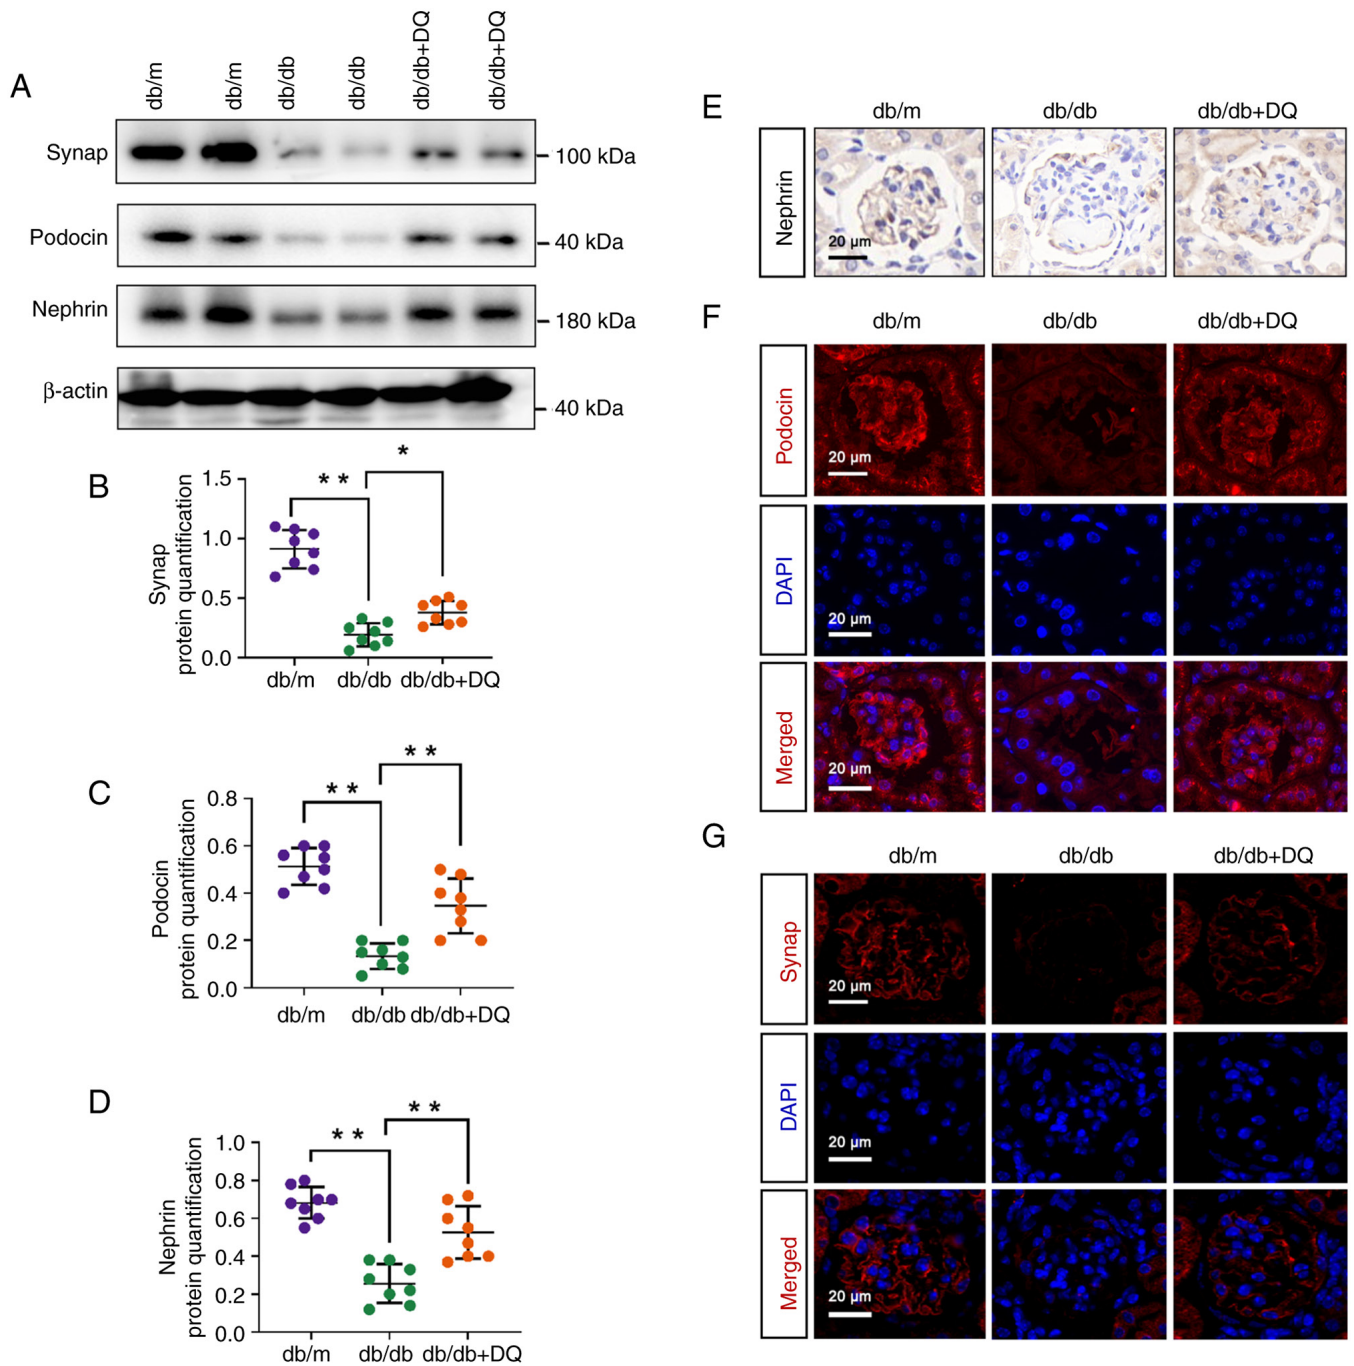 A
db/m
db/m
db/db
db/db
db/db+DQ
db/db+DQ
Synap
100 kDa
Podocin
40 kDa
Nephrin
180 kDa
β-actin
40 kDa
B
Synap
protein quantification
1.5
1.0
0.5
0.0
**
*
db/m db/db db/db+DQ
C
Podocin
protein quantification
0.8
0.6
0.4
0.2
0.0
**
**
db/m db/db db/db+DQ
D
Nephrin
protein quantification
1.0
0.8
0.6
0.4
0.2
0.0
**
**
db/m db/db db/db+DQ
E
db/m db/db db/db+DQ
Nephrin
20 µm
F
db/m db/db db/db+DQ
Podocin
20 µm
DAPI
20 µm
Merged
20 µm
G
db/m db/db db/db+DQ
Synap
20 µm
DAPI
20 µm
Merged
20 µm